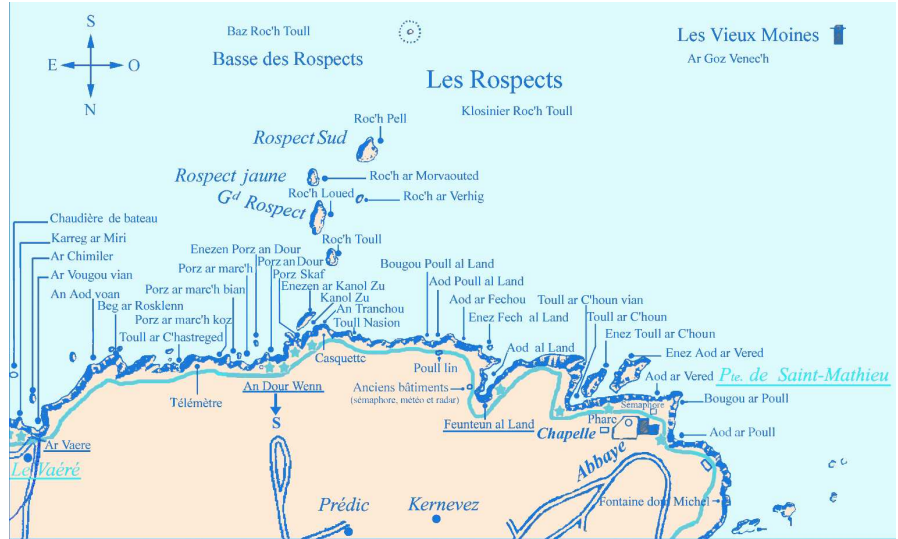 S
E O
N
Baz Roc'h Toull
Basse des Rospects
Les Rospects
Klosinier Roc'h Toull
Les Vieux Moines
Ar Goz Venec'h
Roc'h Pell
Rospect Sud
Rospect jaune
Roc'h ar Morvaouted
Roc'h Loued
Gd Rospect
Roc'h ar Verhig
Roc'h Toull
Chaudière de bateau
Karreg ar Miri
Ar Chimiler
Ar Vougou vian
An Aod voan
Beg ar Rosklenn
Enezen Porz an Dour
Porz an Dour
Porz ar marc'h
Porz Skaf
Porz ar marc'h bian
Enezen ar Kanol Zu
Kanol Zu
Porz ar marc'h koz
An Tranchou
Toull ar C'hastreged
Toull Nasion
Casquette
Télémètre
An Dour Wenn
S
Bougou Poull al Land
Aod Poull al Land
Aod ar Fechou
Enez Fech al Land
Aod al Land
Poull lin
Anciens bâtiments
(sémaphore, météo et radar)
Feunteun al Land
Toull ar C'houn vian
Toull ar C'houn
Enez Toull ar C'houn
Enez Aod ar Vered
Aod ar Vered
Pte. de Saint-Mathieu
Bougou ar Poull
Sémaphore
Phare
Chapelle
Aod ar Poull
Abbaye
Fontaine dom Michel
Ar Vaere
Le Vaéré
Prédic
Kernevez